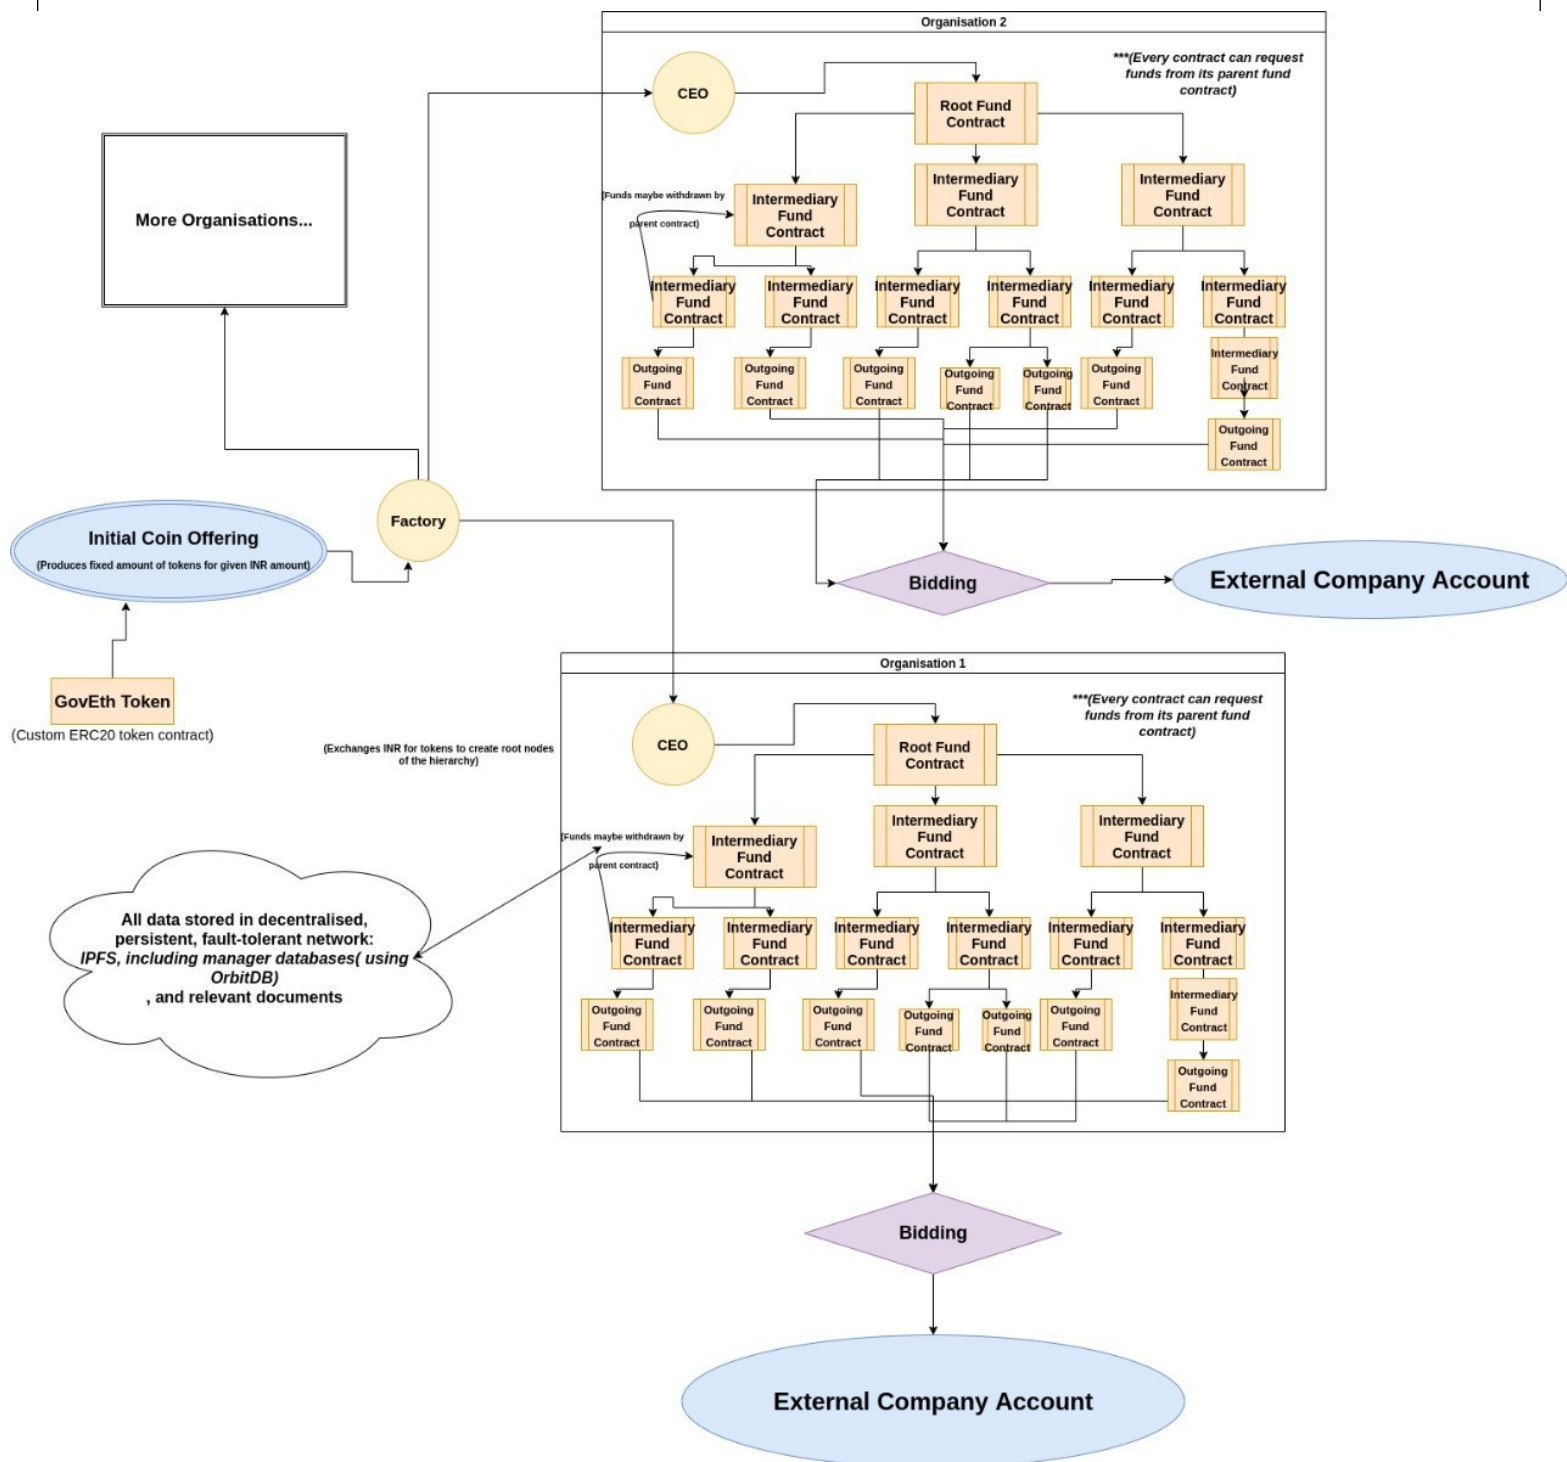 Organisation 2
***(Every contract can request
funds from its parent fund
contract)
CEO
Root Fund
Contract
More Organisations...
(Funds maybe withdrawn by
parent contract)
Intermediary
Fund
Contract
Intermediary
Fund
Contract
Intermediary
Fund
Contract
Intermediary
Fund
Contract
Intermediary
Fund
Contract
Intermediary
Fund
Contract
Intermediary
Fund
Contract
Intermediary
Fund
Contract
Intermediary
Fund
Contract
Intermediary
Fund
Contract
Outgoing
Fund
Contract
Outgoing
Fund
Contract
Outgoing
Fund
Contract
Outgoing
Fund
Contract
Outgoing
Fund
Contract
Outgoing
Fund
Contract
Outgoing
Fund
Contract
Factory
Initial Coin Offering
(Produces fixed amount of tokens for given INR amount)
Bidding
External Company Account
GovEth Token
(Custom ERC20 token contract)
(Exchanges INR for tokens to create root nodes
of the hierarchy)
Organisation 1
***(Every contract can request
funds from its parent fund
contract)
CEO
Root Fund
Contract
(Funds maybe withdrawn by
parent contract)
Intermediary
Fund
Contract
Intermediary
Fund
Contract
Intermediary
Fund
Contract
Intermediary
Fund
Contract
Intermediary
Fund
Contract
Intermediary
Fund
Contract
Intermediary
Fund
Contract
Intermediary
Fund
Contract
Intermediary
Fund
Contract
Intermediary
Fund
Contract
Outgoing
Fund
Contract
Outgoing
Fund
Contract
Outgoing
Fund
Contract
Outgoing
Fund
Contract
Outgoing
Fund
Contract
Outgoing
Fund
Contract
Outgoing
Fund
Contract
All data stored in decentralised,
persistent, fault-tolerant network:
IPFS, including manager databases( using
OrbitDB)
, and relevant documents
Bidding
External Company Account